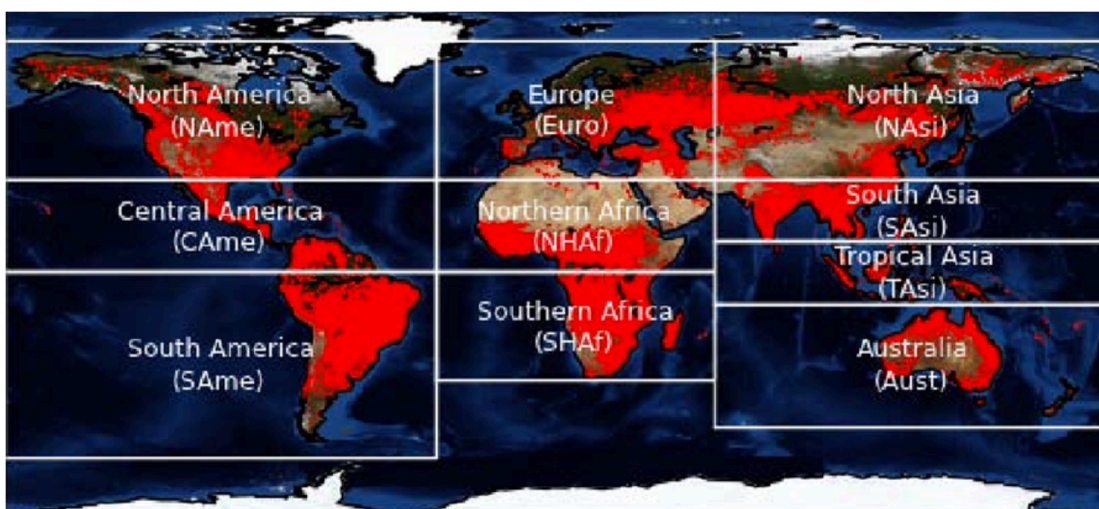 North America
(NAme)
Europe
(Euro)
North Asia
(NAsi)
Central America
(CAme)
Northern Africa
(NHAf)
South Asia
(SAsi)
Tropical Asia
(TAsi)
Southern Africa
(SHAf)
South America
(SAme)
Australia
(Aust)